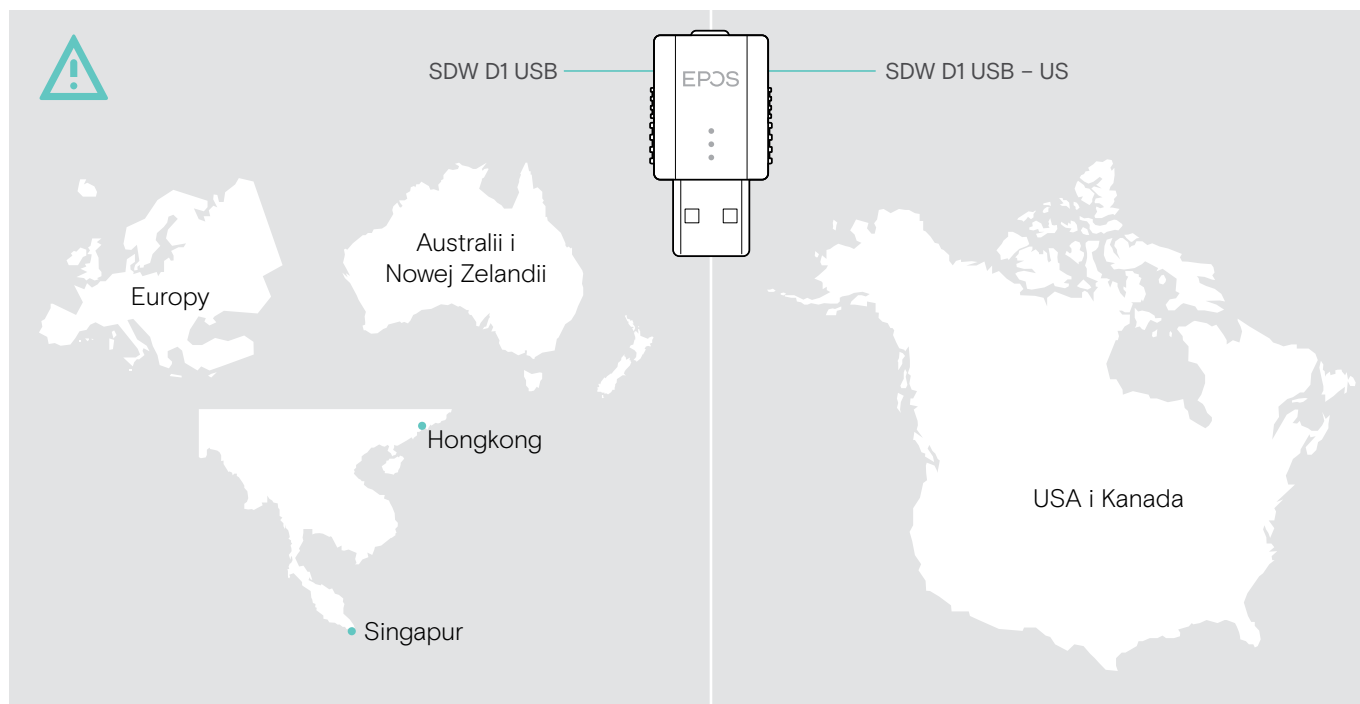 SDW D1 USB
EPOS
SDW D1 USB – US
Australii i
Nowej Zelandii
Europy
Hongkong
USA i Kanada
Singapur